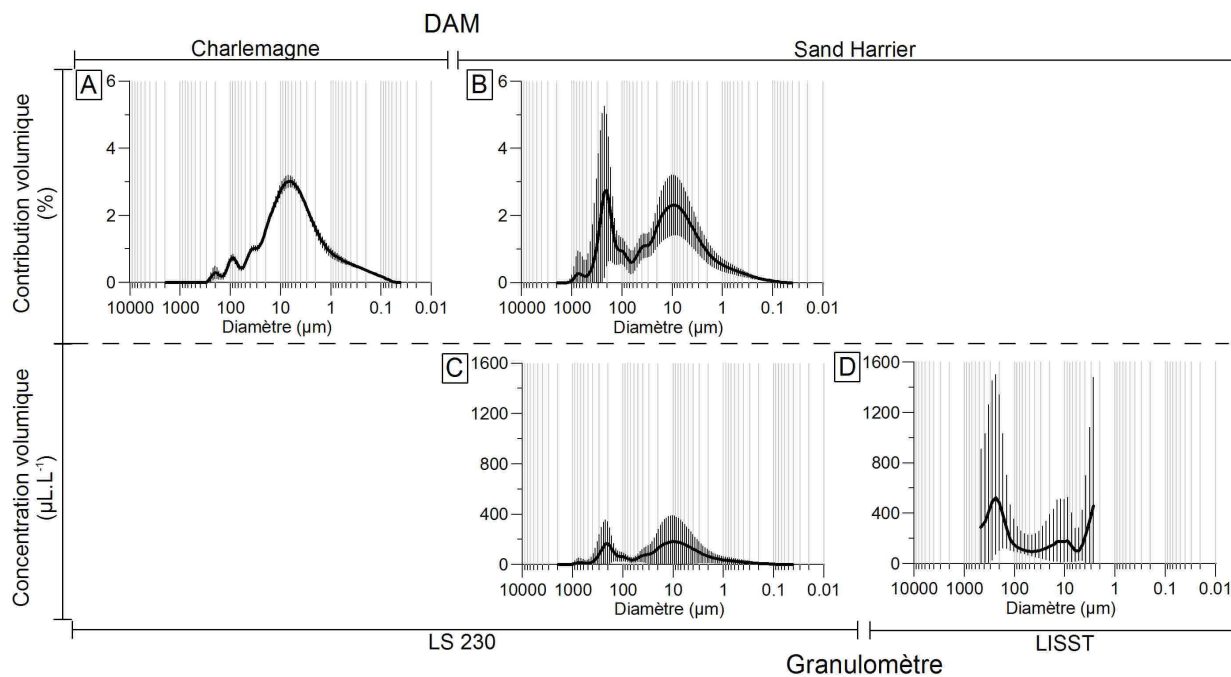 DAM
Charlemagne
Sand Harrier
Contribution volumique
(%)
A
6
4
2
0
10000 1000 100 10 1 0.1 0.01
Diamètre (µm)
B
6
4
2
0
10000 1000 100 10 1 0.1 0.01
Diamètre (µm)
Concentration volumique
(µL.L⁻¹)
C
1600
1200
800
400
0
10000 1000 100 10 1 0.1 0.01
Diamètre (µm)
D
1600
1200
800
400
0
10000 1000 100 10 1 0.1 0.01
Diamètre (µm)
LS 230
LISST
Granulomètre